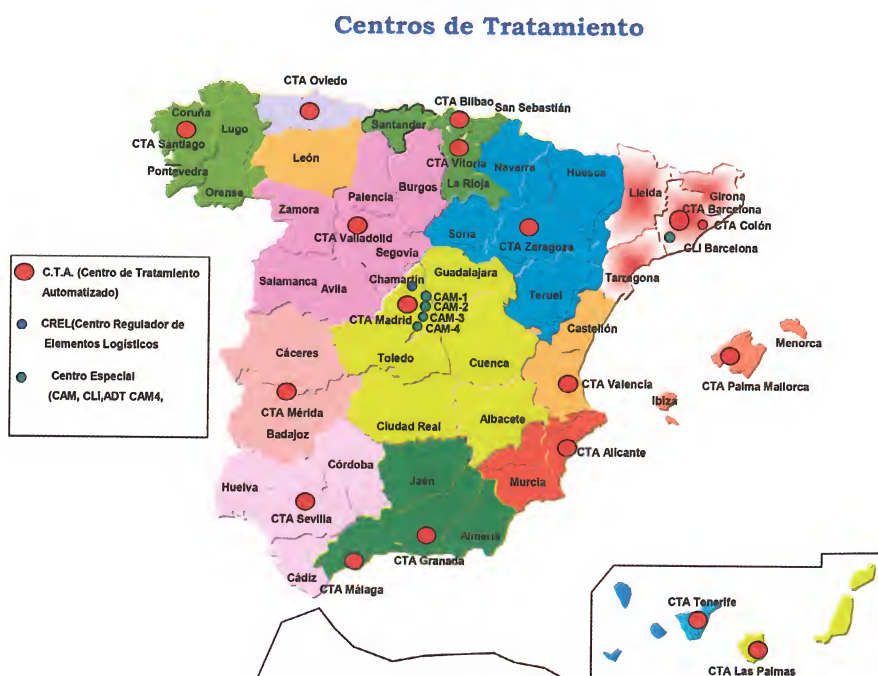 Centros de Tratamiento
CTA Oviedo
CTA Bilbao
San Sebastián
Coruña
Lugo
Santander
CTA Santiago
León
CTA Vitoria
Navarra
Huesca
Pontevedra
Orense
Palencia
Burgos
La Rioja
Lleida
Girona
Zamora
CTA Barcelona
CTA Colón
CTA Valladolid
Soria
CTA Zaragoza
CLI Barcelona
Segovia
Salamanca
Avila
Chamartín
Guadalajara
Tarragona
Teruel
CAM-1
CAM-2
CAM-3
CAM-4
CTA Madrid
Castellón
Menorca
Cáceres
Toledo
Cuenca
CTA Valencia
CTA Palma Mallorca
Ibiza
CTA Mérida
Badajoz
Ciudad Real
Albacete
CTA Alicante
Córdoba
Jaén
Murcia
Huelva
CTA Sevilla
Almería
CTA Granada
Cádiz
CTA Málaga
CTA Tenerife
CTA Las Palmas
C.T.A. (Centro de Tratamiento
Automatizado)
CREL(Centro Regulador de
Elementos Logísticos
Centro Especial
(CAM, CLI,ADT CAM4,